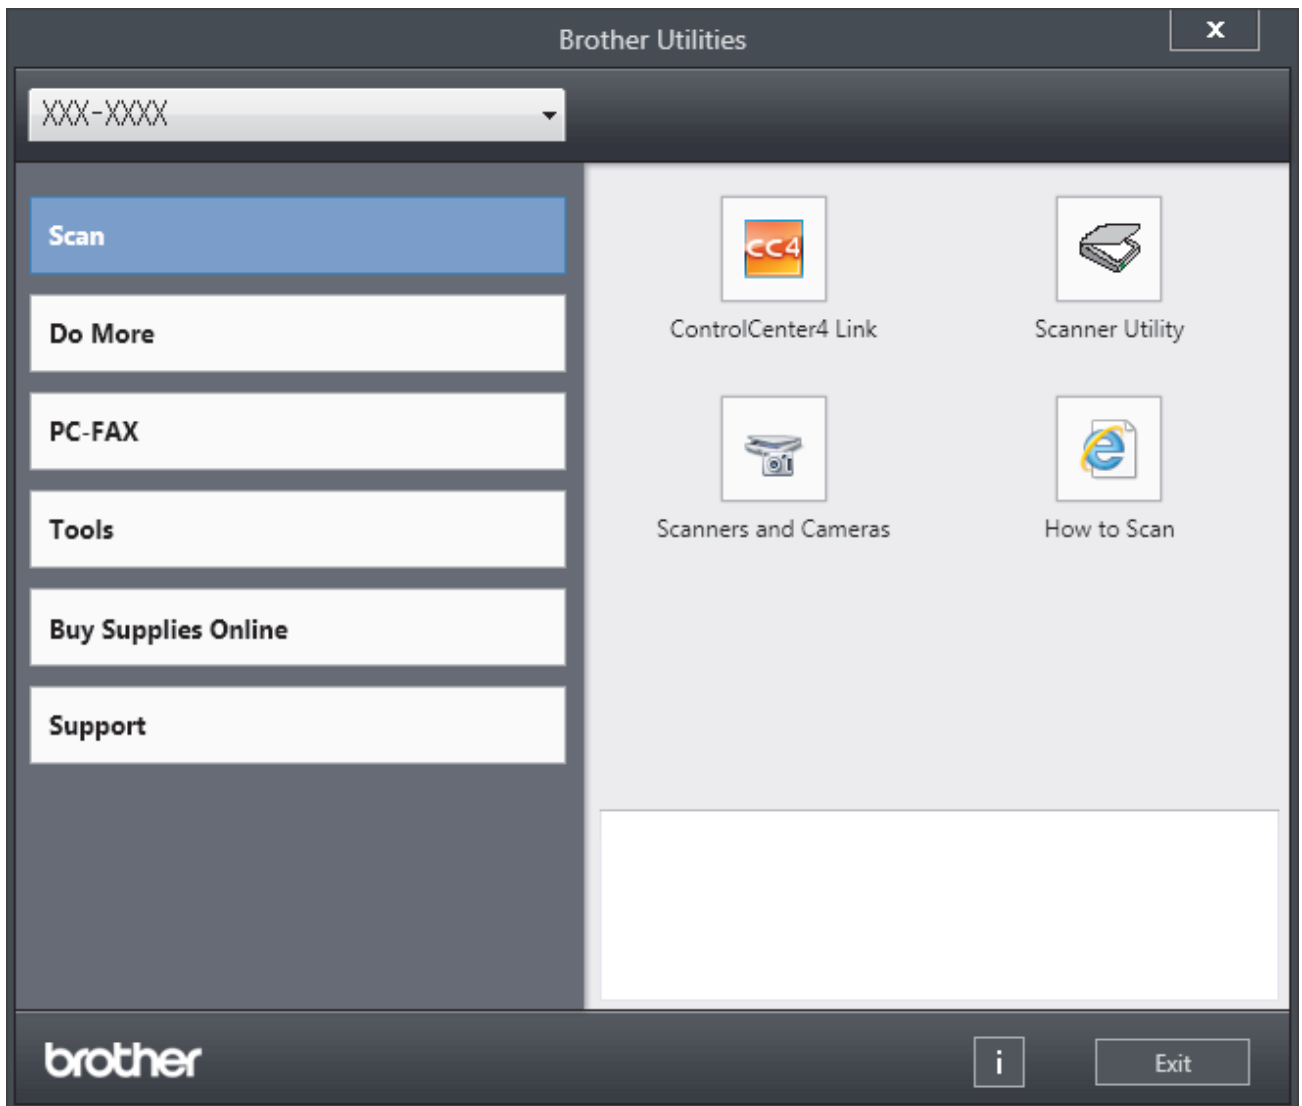 Brother Utilities
X
XXX-XXXX
Scan
Do More
PC-FAX
Tools
Buy Supplies Online
Support
CC4
ControlCenter4 Link
Scanner Utility
Scanners and Cameras
How to Scan
brother
i
Exit